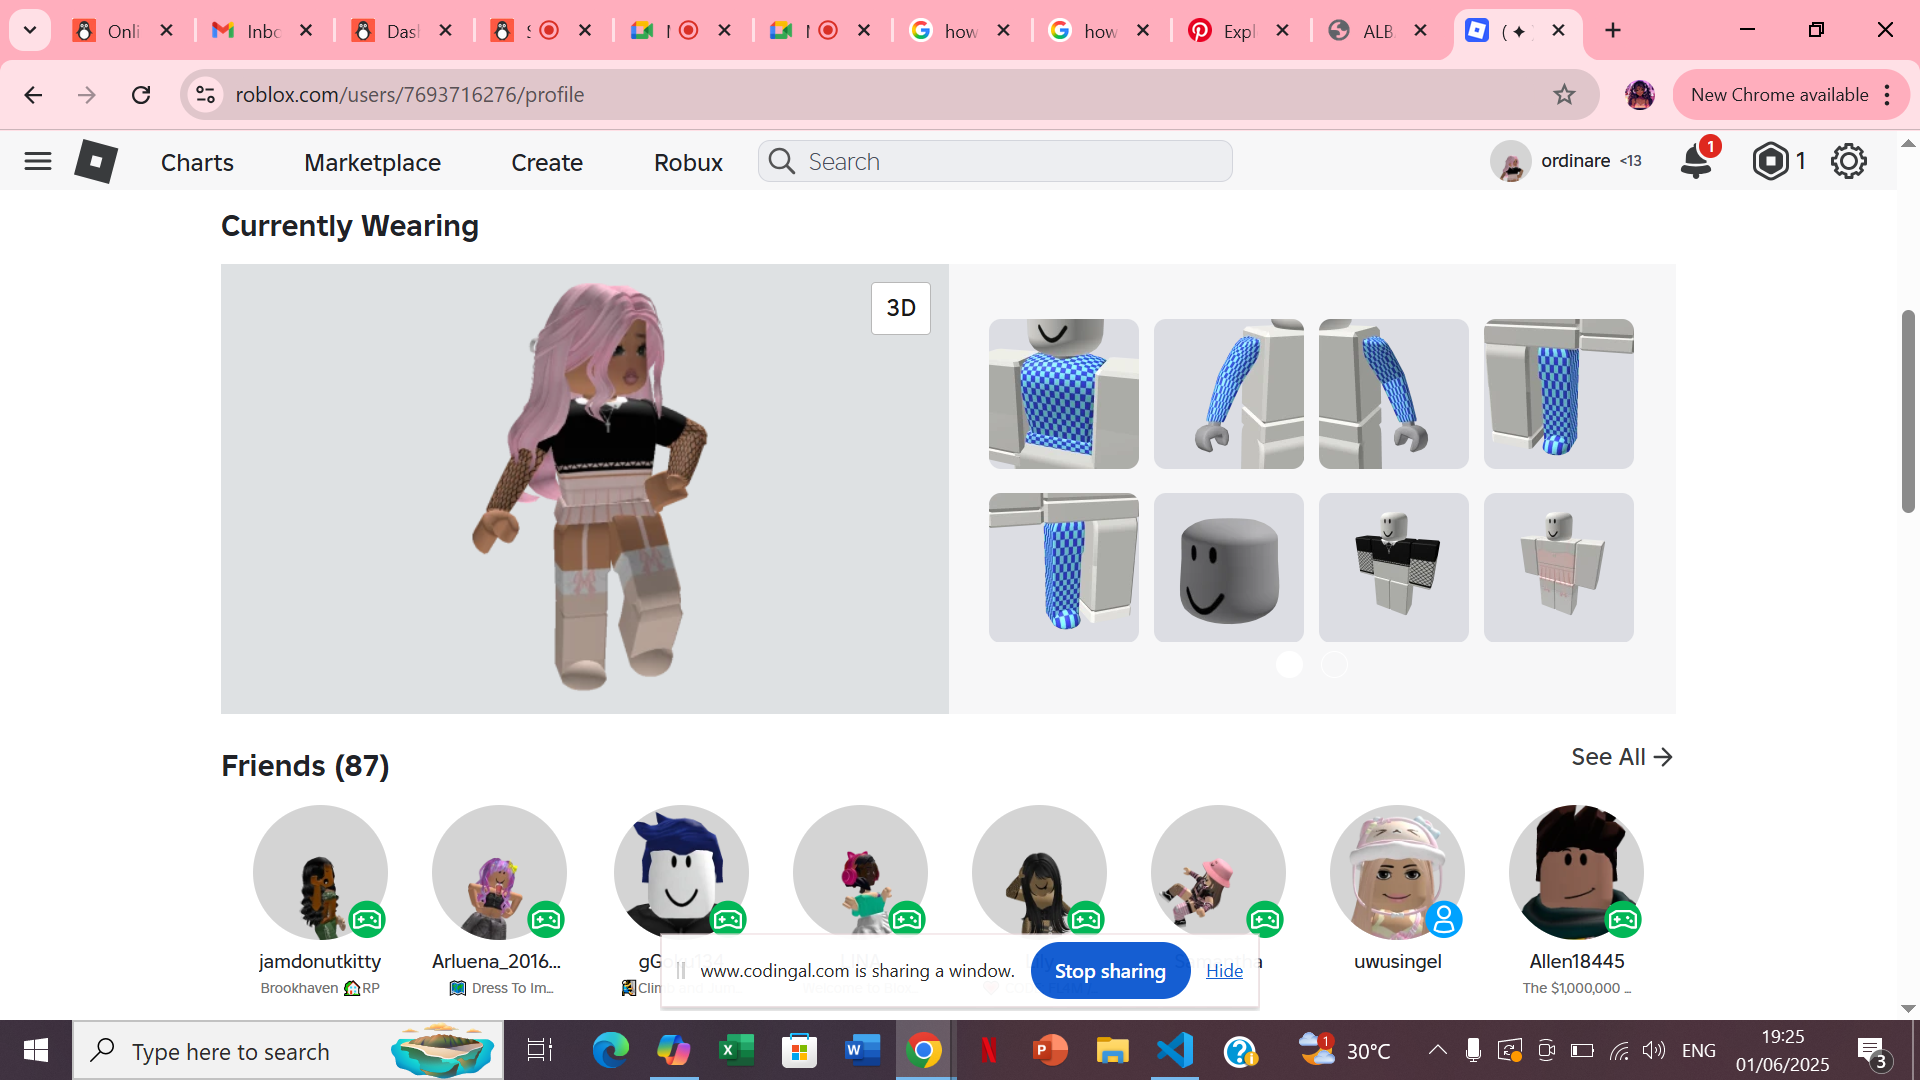 Onli
Inbo
Dasl
how
how
Expl
ALB
( ✦
roblox.com/users/7693716276/profile
New Chrome available
Charts
Marketplace
Create
Robux
Search
ordinare <13
1
1
Currently Wearing
3D
Friends (87)
See All →
jamdonutkitty
Arluena_2016...
uwusingel
Allen18445
Brookhaven RP
Dress To Im...
The $1,000,000 ...
www.codingal.com is sharing a window.
Stop sharing
Hide
Type here to search
1
30°C
ENG
19:25
01/06/2025
3